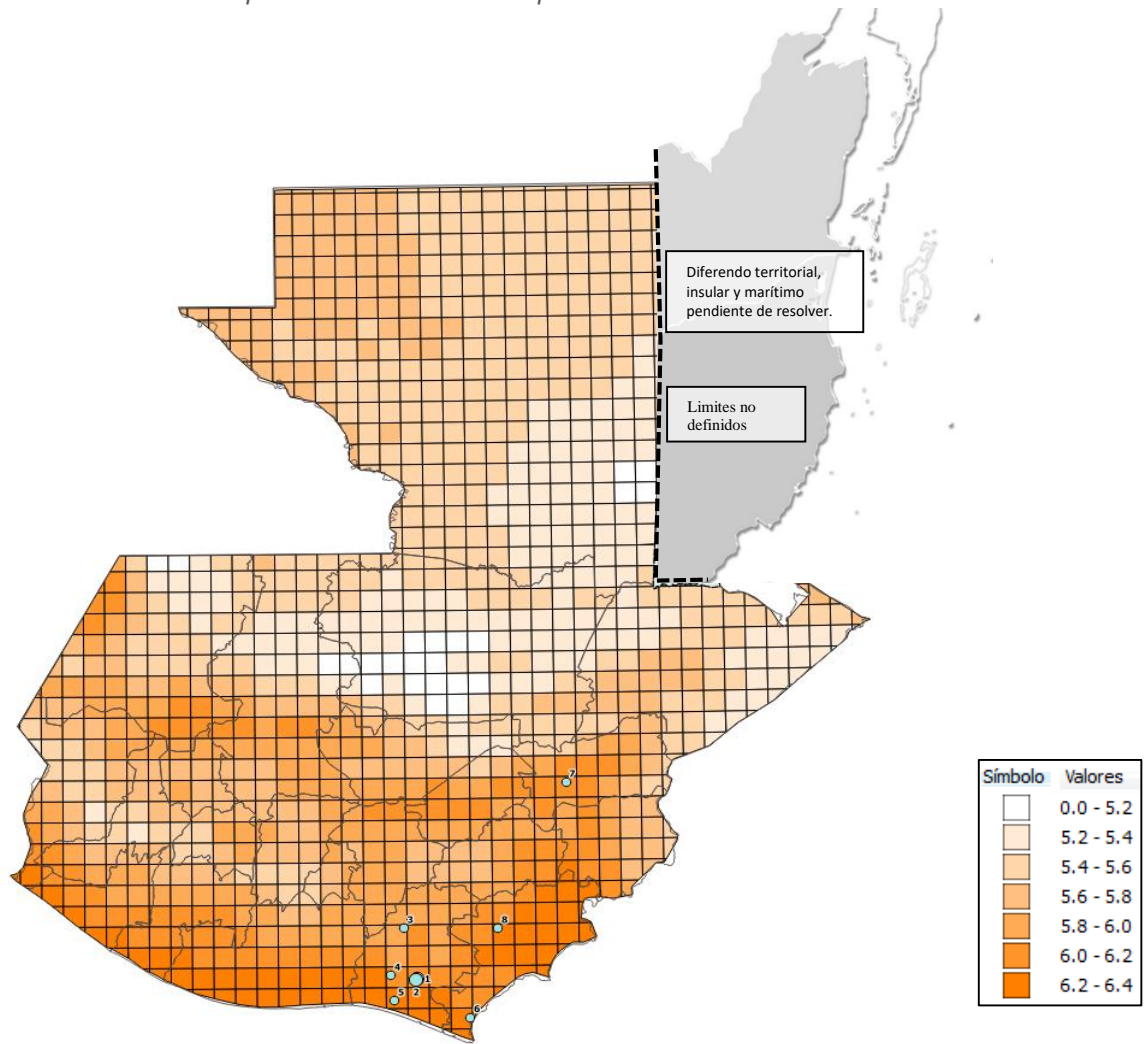 Diferendo territorial,
insular y marítimo
pendiente de resolver.
Limites no
definidos
7
3
8
4
1
2
5
6
Símbolo Valores
0.0 - 5.2
5.2 - 5.4
5.4 - 5.6
5.6 - 5.8
5.8 - 6.0
6.0 - 6.2
6.2 - 6.4